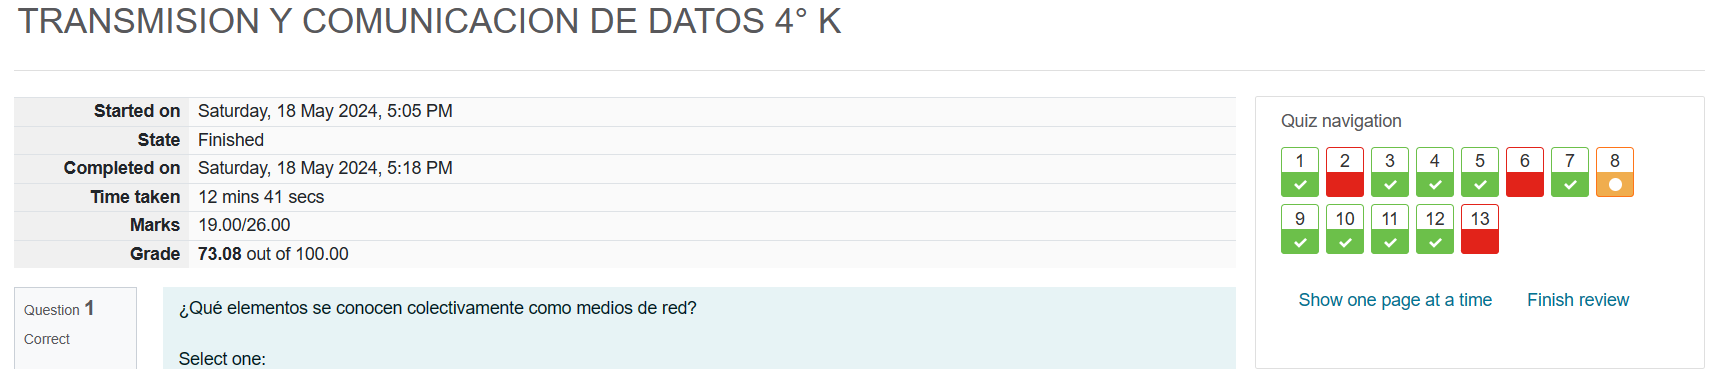 TRANSMISION Y COMUNICACION DE DATOS 4° K
Started on Saturday, 18 May 2024, 5:05 PM
State Finished
Completed on Saturday, 18 May 2024, 5:18 PM
Time taken 12 mins 41 secs
Marks 19.00/26.00
Grade 73.08 out of 100.00
Question 1
Correct
¿Qué elementos se conocen colectivamente como medios de red?
Select one:
Quiz navigation
1 2 3 4 5 6 7 8
9 10 11 12 13
Show one page at a time Finish review